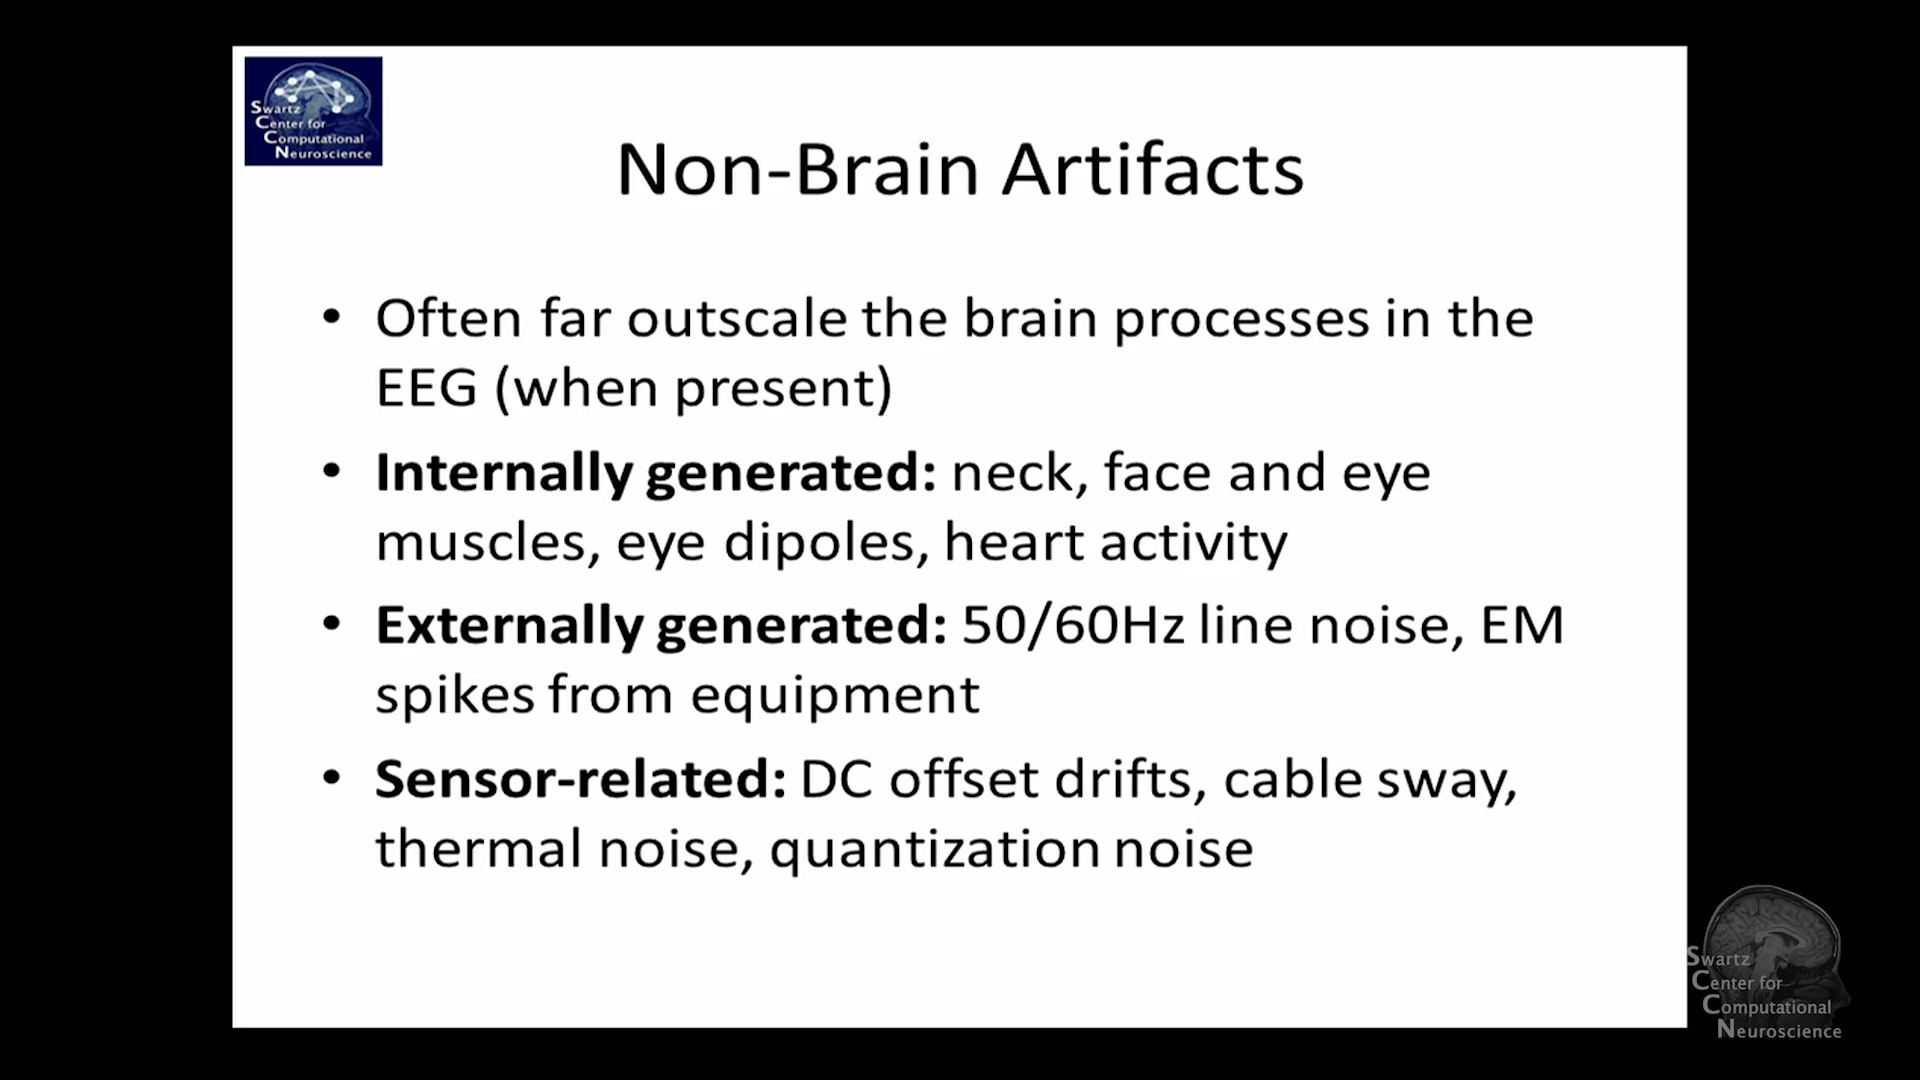 Swartz
Center for
Computational
Neuroscience
Non-Brain Artifacts
• Often far outscale the brain processes in the
EEG (when present)
• Internally generated: neck, face and eye
muscles, eye dipoles, heart activity
• Externally generated: 50/60Hz line noise, EM
spikes from equipment
• Sensor-related: DC offset drifts, cable sway,
thermal noise, quantization noise
Swartz
Center for
Computational
Neuroscience